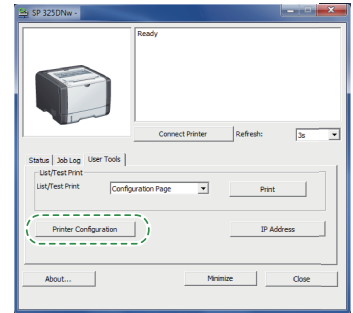 SP 325DNw -
Ready
Connect Printer Refresh: 3s
Status Job Log User Tools
List/Test Print
List/Test Print Configuration Page Print
Printer Configuration IP Address
About... Minimize Close